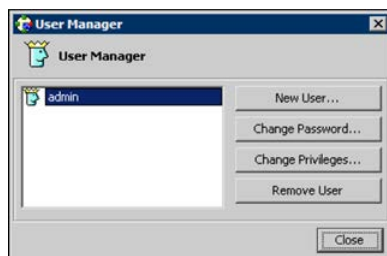 User Manager
User Manager
admin
New User...
Change Password...
Change Privileges...
Remove User
Close